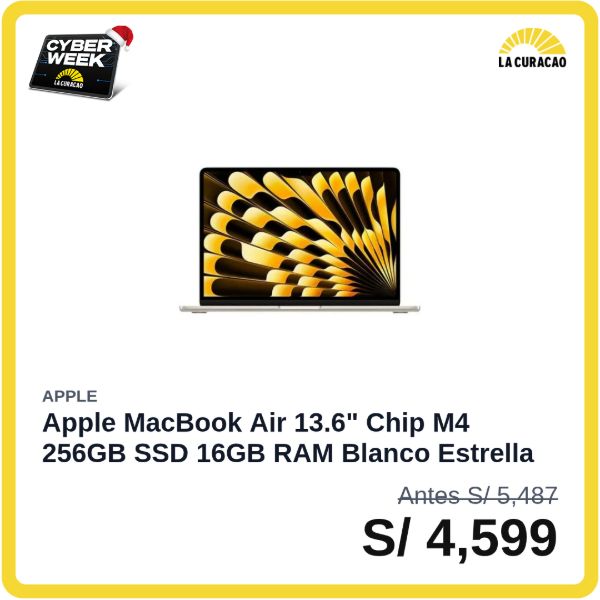 CYBER
WEEK
LA CURACAO
LA CURACAO
APPLE
Apple MacBook Air 13.6" Chip M4
256GB SSD 16GB RAM Blanco Estrella
Antes S/ 5,487
S/ 4,599